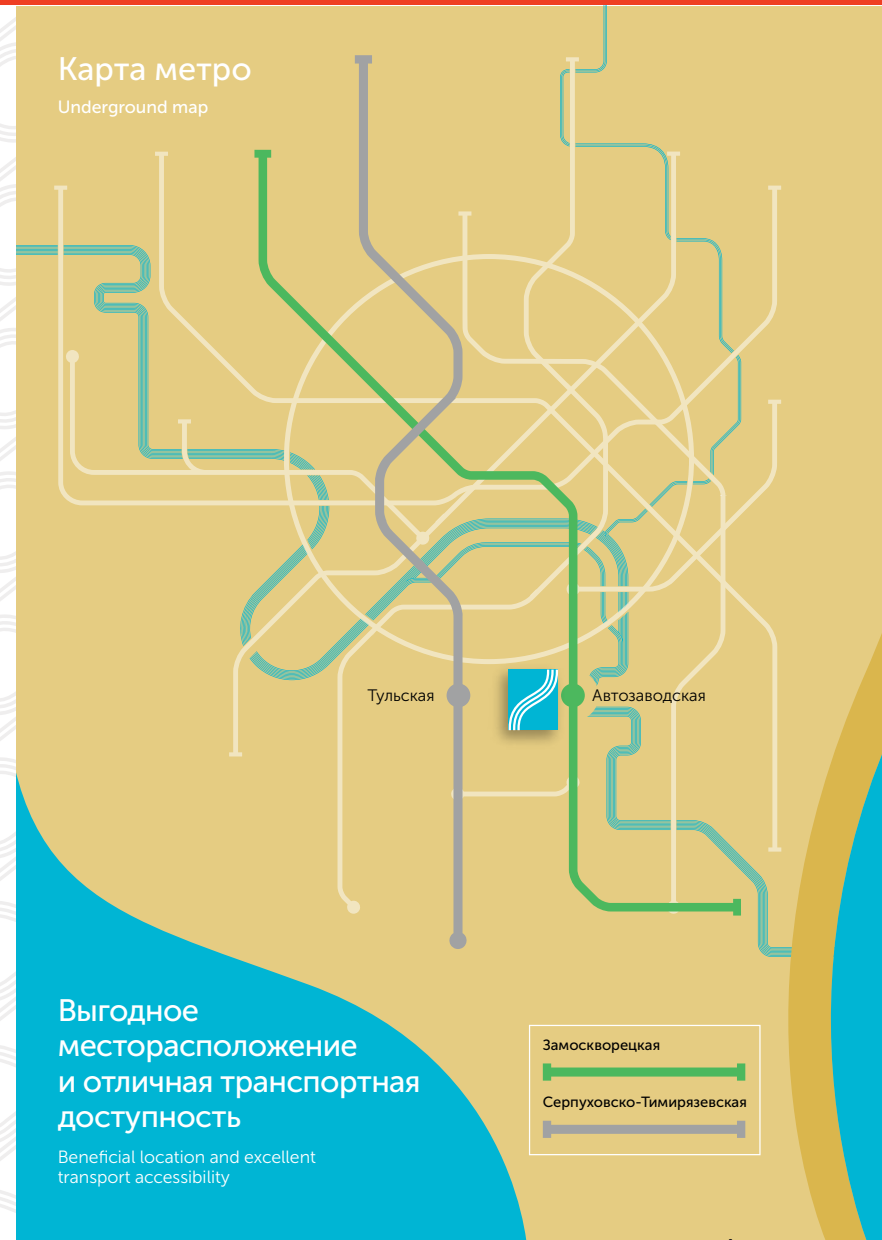 Карта метро
Underground map
Тульская
Автозаводская
Выгодное
месторасположение
и отличная транспортная
доступность
Beneficial location and excellent
transport accessibility
Замоскворецкая
Серпуховско-Тимирязевская